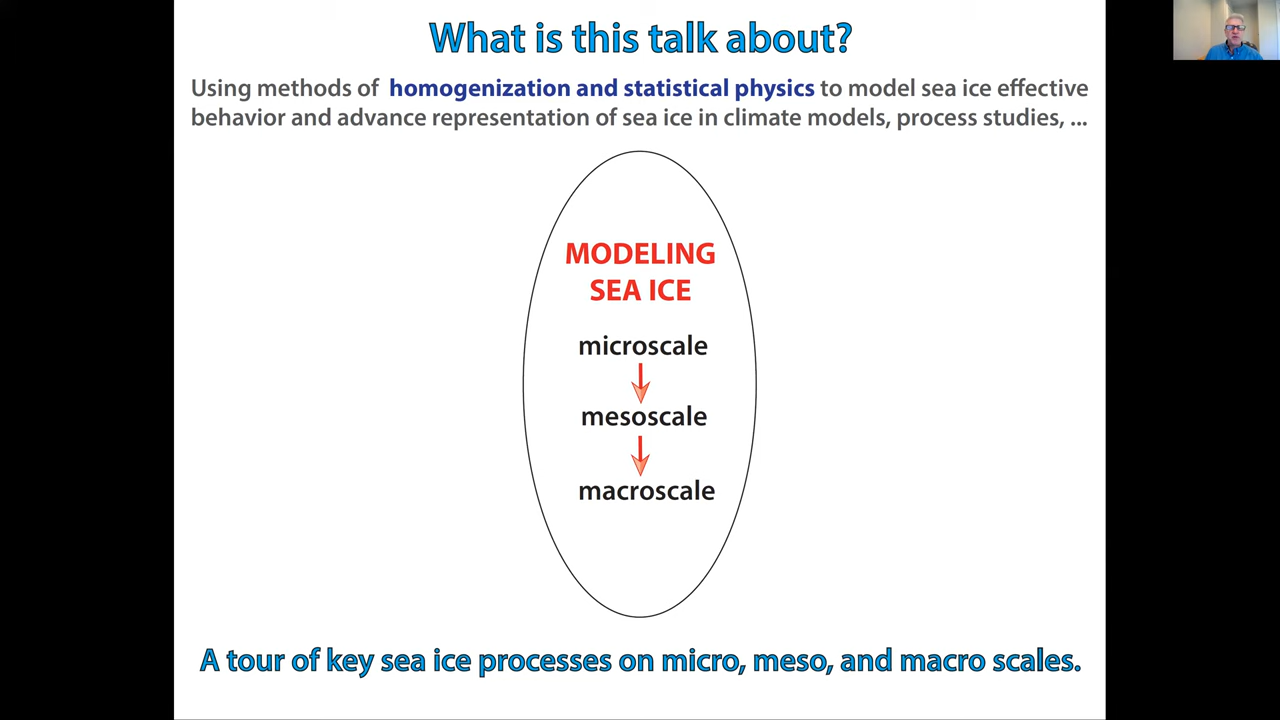 What is this talk about?
Using methods of homogenization and statistical physics to model sea ice effective
behavior and advance representation of sea ice in climate models, process studies, ...
MODELING
SEA ICE
microscale
mesoscale
macroscale
A tour of key sea ice processes on micro, meso, and macro scales.